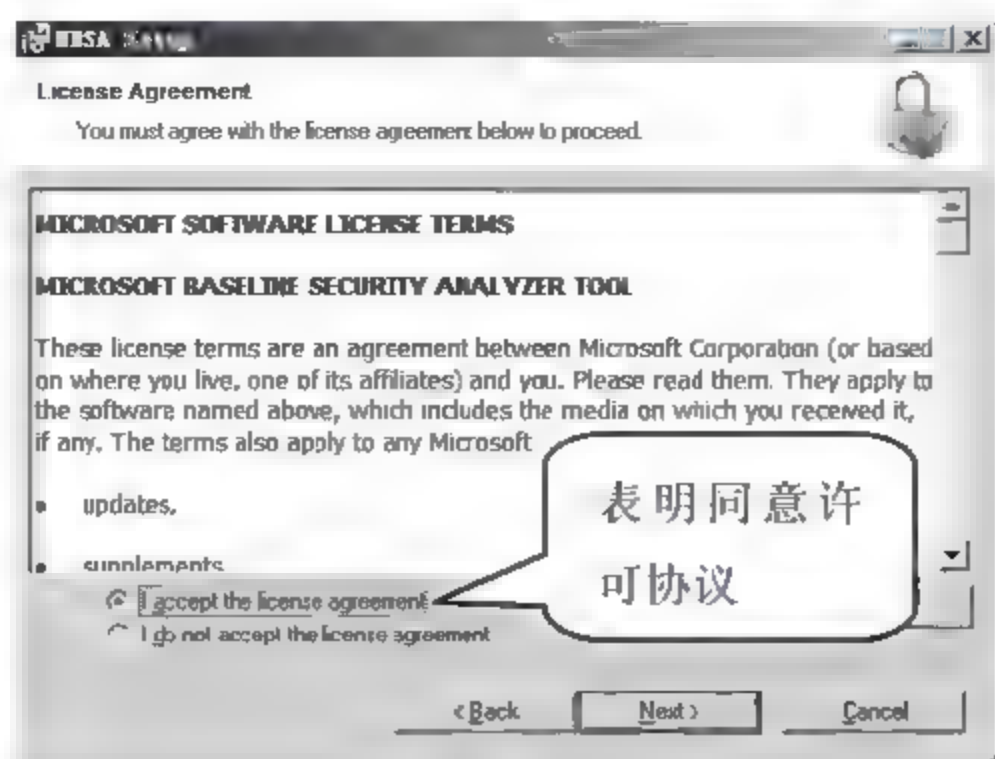 MBSA Setup
License Agreement
You must agree with the license agreement below to proceed.
MICROSOFT SOFTWARE LICENSE TERMS
MICROSOFT BASELINE SECURITY ANALYZER TOOL
These license terms are an agreement between Microsoft Corporation (or based
on where you live, one of its affiliates) and you. Please read them. They apply to
the software named above, which includes the media on which you received it,
if any. The terms also apply to any Microsoft
• updates,
• supplements
表明同意许
可协议
I accept the license agreement
I do not accept the license agreement
< Back
Next >
Cancel